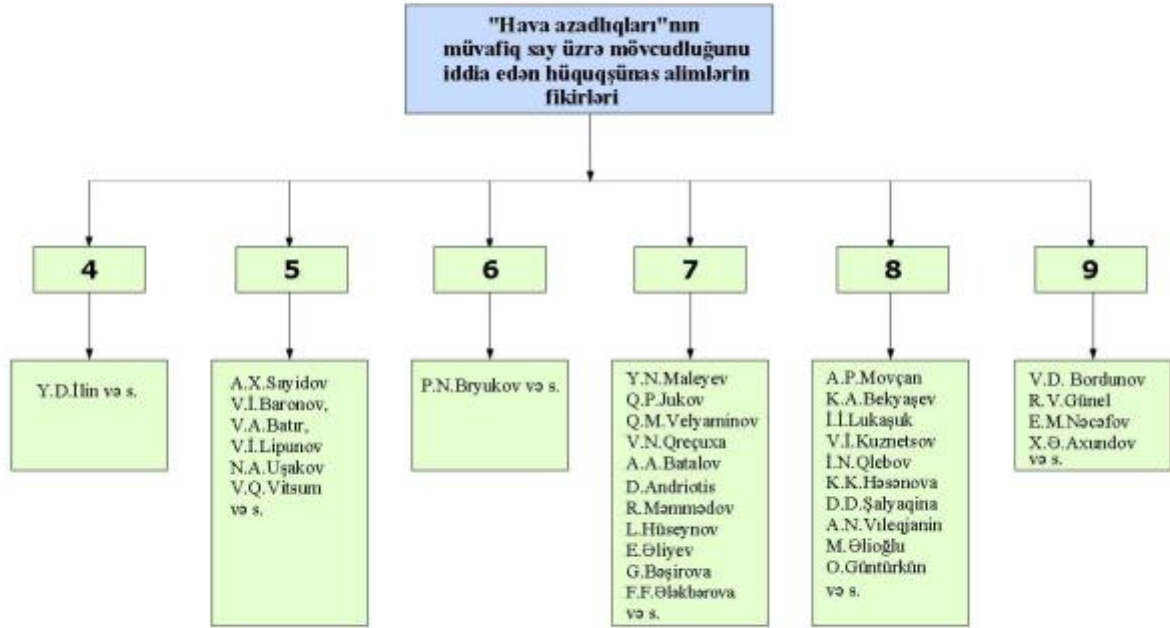 "Hava azadlıqları"nın
müvafiq say üzrə mövcudluğunu
iddia edən hüquqşünas alimlərin
fikirləri
4
5
6
7
8
9
Y.D.İlin və s.
A.X.Sayidov
V.İ.Baronov,
V.A.Batır,
V.İ.Lipunov
N.A.Uşakov
V.Q.Vitsum
və s.
P.N.Bryukov və s.
Y.N.Maleyev
Q.P.Jukov
Q.M.Velyaminov
V.N.Qreçuxa
A.A.Batalov
D.Andriotis
R.Məmmədov
L.Hüseynov
E.Əliyev
G.Bəşirova
F.F.Ələkbərova
və s.
A.P.Movçan
K.A.Bekyaşev
İ.İ.Lukaşuk
V.İ.Kuznetsov
İ.N.Qlebov
K.K.Həsənova
D.D.Şalyaqina
A.N.Vıleqjanin
M.Əlioğlu
O.Güntürkün
və s.
V.D. Bordunov
R.V.Günel
E.M.Nəcəfov
X.Ə.Axundov
və s.